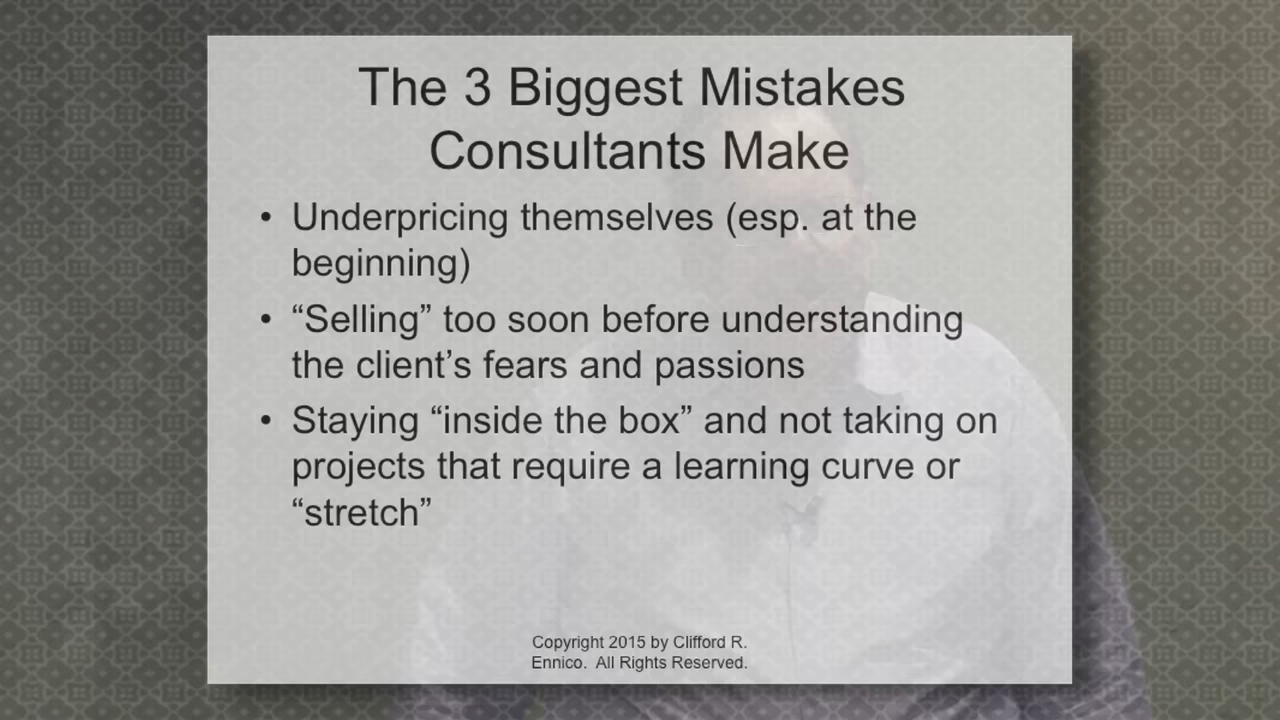 The 3 Biggest Mistakes
Consultants Make
• Underpricing themselves (esp. at the
beginning)
• “Selling” too soon before understanding
the client’s fears and passions
• Staying “inside the box” and not taking on
projects that require a learning curve or
“stretch”
Copyright 2015 by Clifford R.
Ennico.  All Rights Reserved.